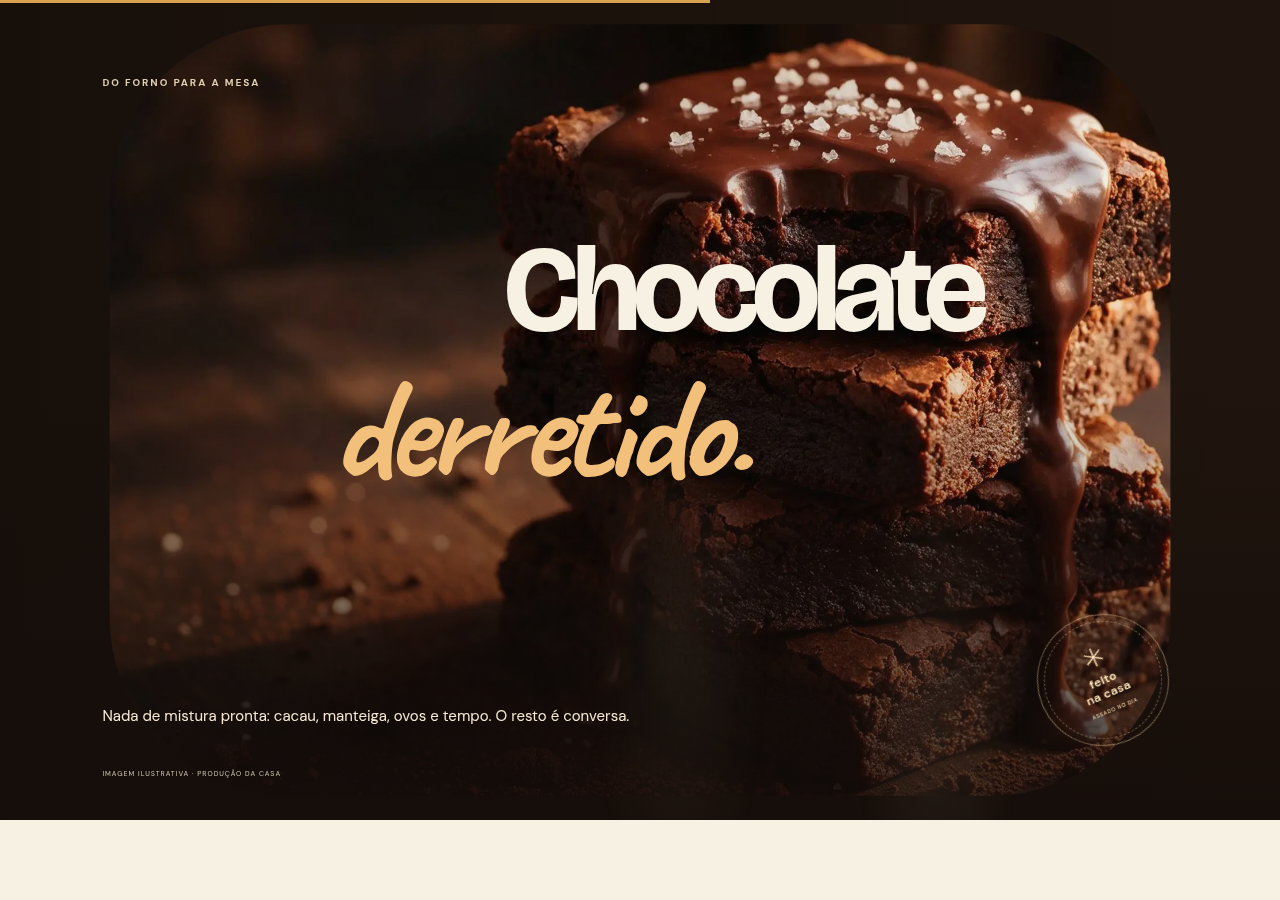 DO FORNO PARA A MESA
Chocolate
derretido.
Nada de mistura pronta: cacau, manteiga, ovos e tempo. O resto é conversa.
feito
na casa
ASSADO NO DIA
IMAGEM ILUSTRATIVA · PRODUÇÃO DA CASA